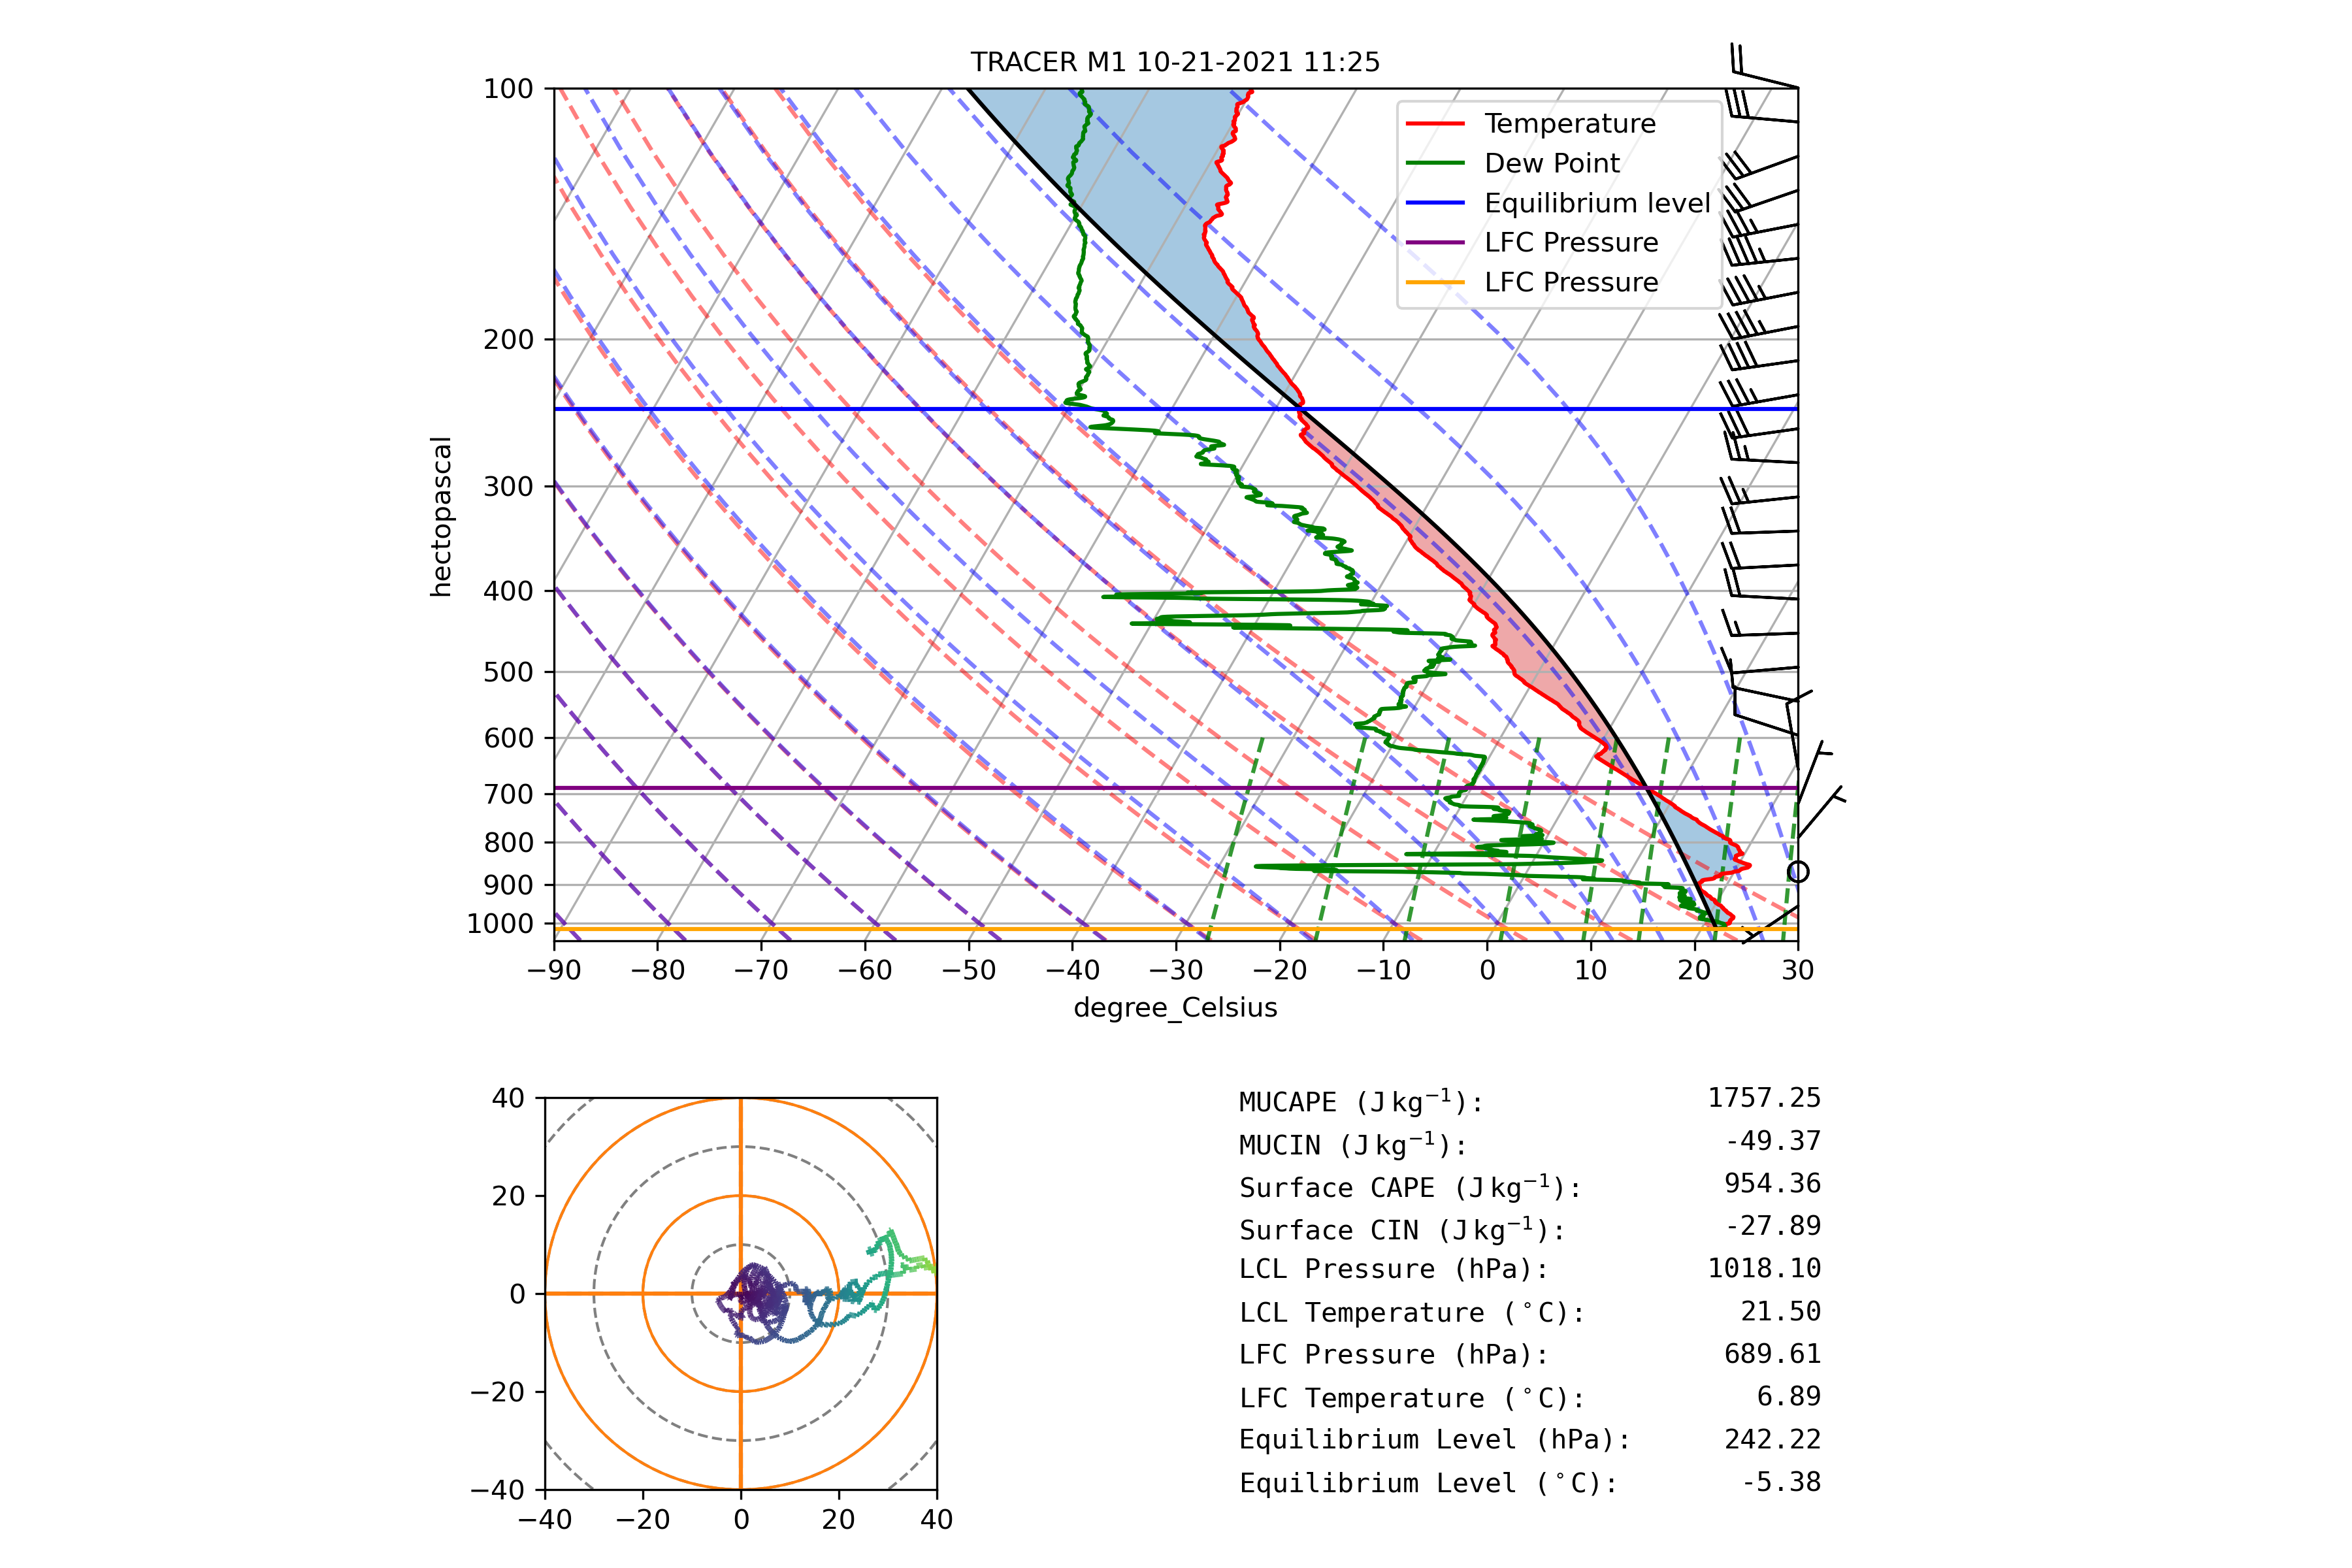 TRACER M1 10-21-2021 11:25
100
200
300
400
500
600
700
800
900
1000
hectopascal
Temperature
Dew Point
Equilibrium level
LFC Pressure
LFC Pressure
−90 −80 −70 −60 −50 −40 −30 −20 −10 0 10 20 30
degree_Celsius
40
20
0
−20
−40
−40 −20 0 20 40
MUCAPE (J kg⁻¹): 1757.25
MUCIN (J kg⁻¹): -49.37
Surface CAPE (J kg⁻¹): 954.36
Surface CIN (J kg⁻¹): -27.89
LCL Pressure (hPa): 1018.10
LCL Temperature (°C): 21.50
LFC Pressure (hPa): 689.61
LFC Temperature (°C): 6.89
Equilibrium Level (hPa): 242.22
Equilibrium Level (°C): -5.38